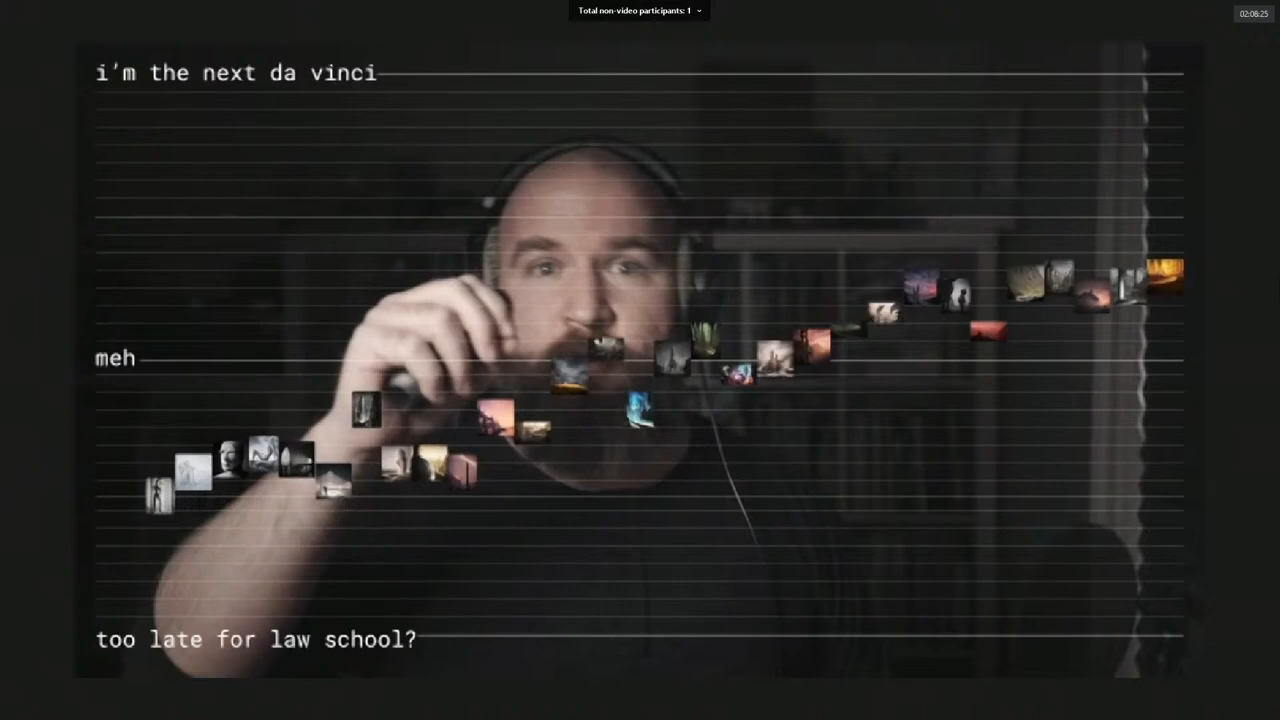 Total non-video participants: 1
02:08:25
i'm the next da vinci
meh
too late for law school?